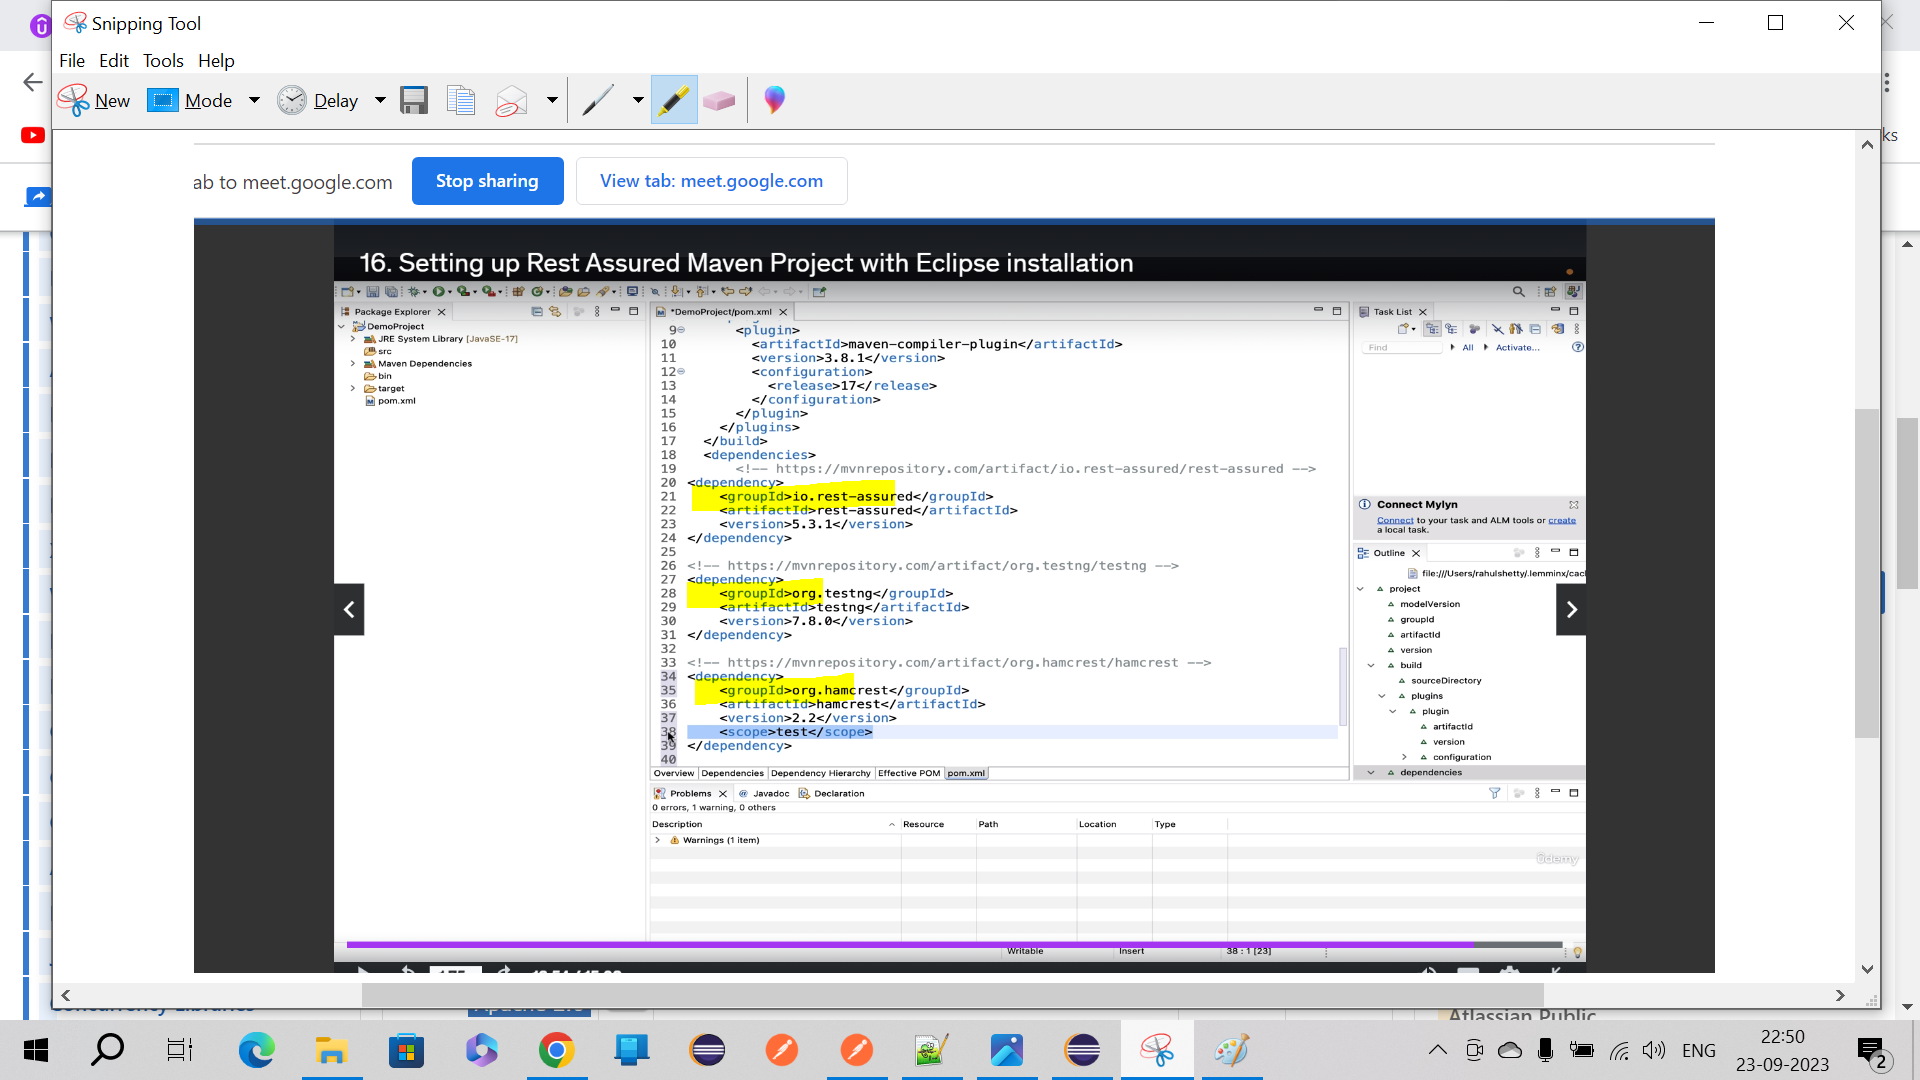 Snipping Tool
File Edit Tools Help
New Mode Delay
ab to meet.google.com Stop sharing View tab: meet.google.com
16. Setting up Rest Assured Maven Project with Eclipse installation
Package Explorer
DemoProject
JRE System Library [JavaSE-17]
src
Maven Dependencies
bin
target
pom.xml
*DemoProject/pom.xml
9 <plugin>
10 <artifactId>maven-compiler-plugin</artifactId>
11 <version>3.8.1</version>
12 <configuration>
13 <release>17</release>
14 </configuration>
15 </plugin>
16 </plugins>
17 </build>
18 <dependencies>
19 <!-- https://mvnrepository.com/artifact/io.rest-assured/rest-assured -->
20 <dependency>
21 <groupId>io.rest-assured</groupId>
22 <artifactId>rest-assured</artifactId>
23 <version>5.3.1</version>
24 </dependency>
25
26 <!-- https://mvnrepository.com/artifact/org.testng/testng -->
27 <dependency>
28 <groupId>org.testng</groupId>
29 <artifactId>testng</artifactId>
30 <version>7.8.0</version>
31 </dependency>
32
33 <!-- https://mvnrepository.com/artifact/org.hamcrest/hamcrest -->
34 <dependency>
35 <groupId>org.hamcrest</groupId>
36 <artifactId>hamcrest</artifactId>
37 <version>2.2</version>
38 <scope>test</scope>
39 </dependency>
40
Overview Dependencies Dependency Hierarchy Effective POM pom.xml
Task List
Find All Activate...
Connect Mylyn
Connect to your task and ALM tools or create
a local task.
Outline
file:///Users/rahulshetty/.lemminx/cac
project
modelVersion
groupId
artifactId
version
build
sourceDirectory
plugins
plugin
artifactId
version
configuration
dependencies
Problems Javadoc Declaration
0 errors, 1 warning, 0 others
Description Resource Path Location Type
Warnings (1 item)
ûdemy
Writable Insert 38 : 1 [23]
ks
Atlassian Public
ENG
22:50
23-09-2023
2